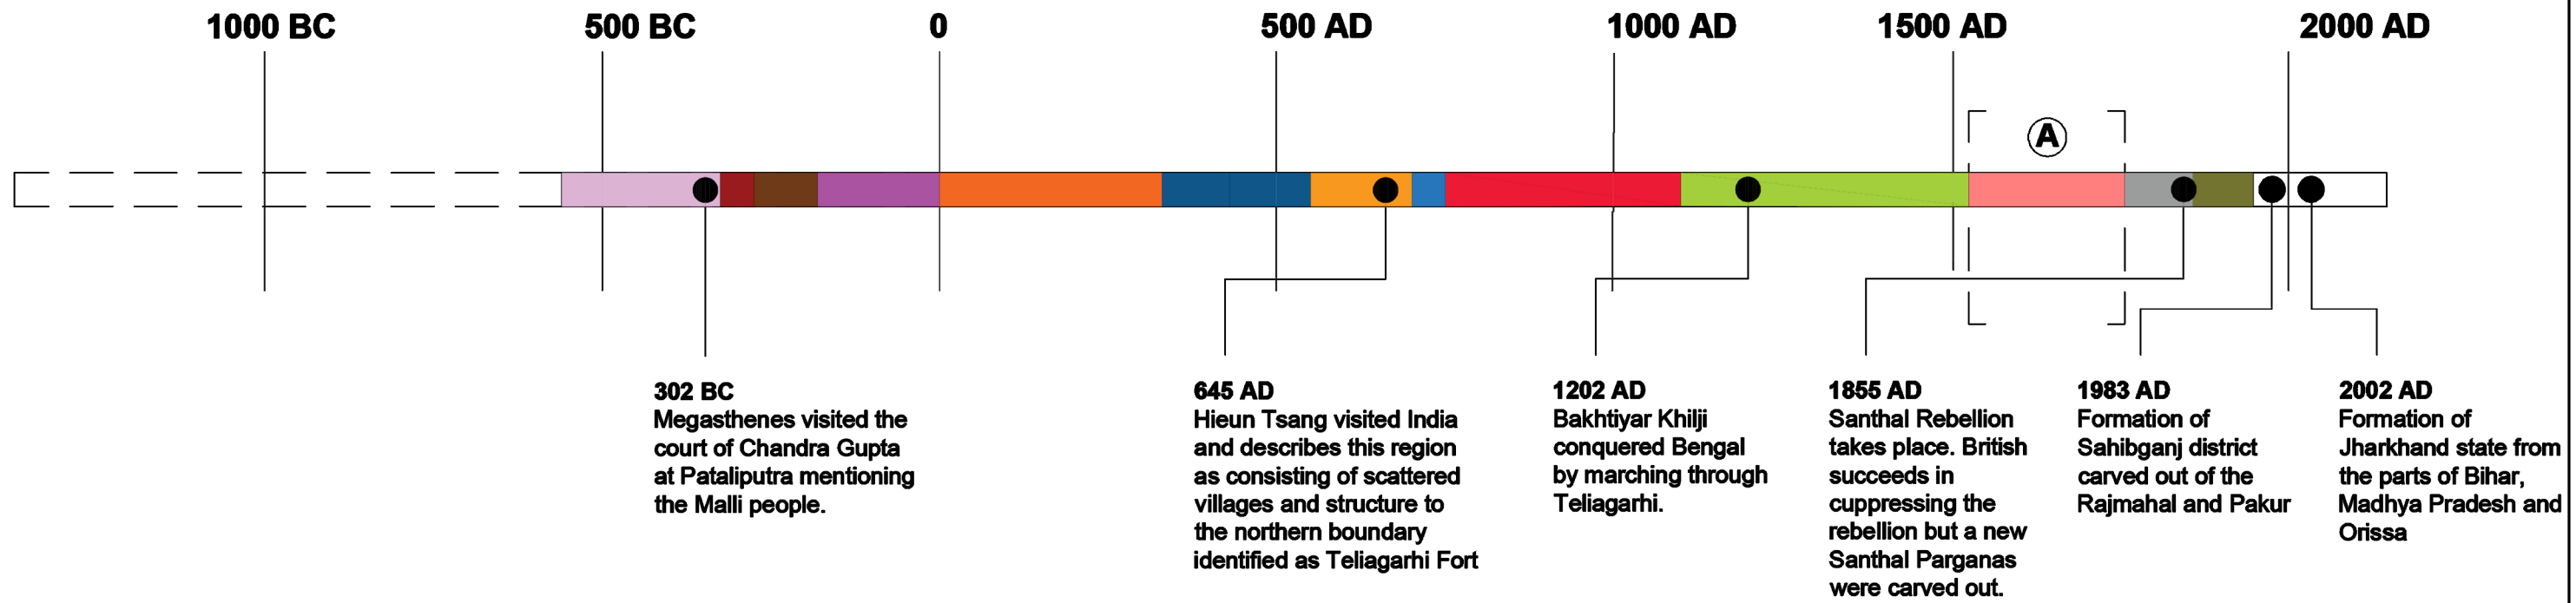 1000 BC
500 BC
0
500 AD
1000 AD
1500 AD
2000 AD
A
302 BC
Megasthenes visited the
court of Chandra Gupta
at Pataliputra mentioning
the Malli people.
645 AD
Hieun Tsang visited India
and describes this region
as consisting of scattered
villages and structure to
the northern boundary
identified as Teliagarhi Fort
1202 AD
Bakhtiyar Khilji
conquered Bengal
by marching through
Teliagarhi.
1855 AD
Santhal Rebellion
takes place. British
succeeds in
cuppressing the
rebellion but a new
Santhal Parganas
were carved out.
1983 AD
Formation of
Sahibganj district
carved out of the
Rajmahal and Pakur
2002 AD
Formation of
Jharkhand state from
the parts of Bihar,
Madhya Pradesh and
Orissa